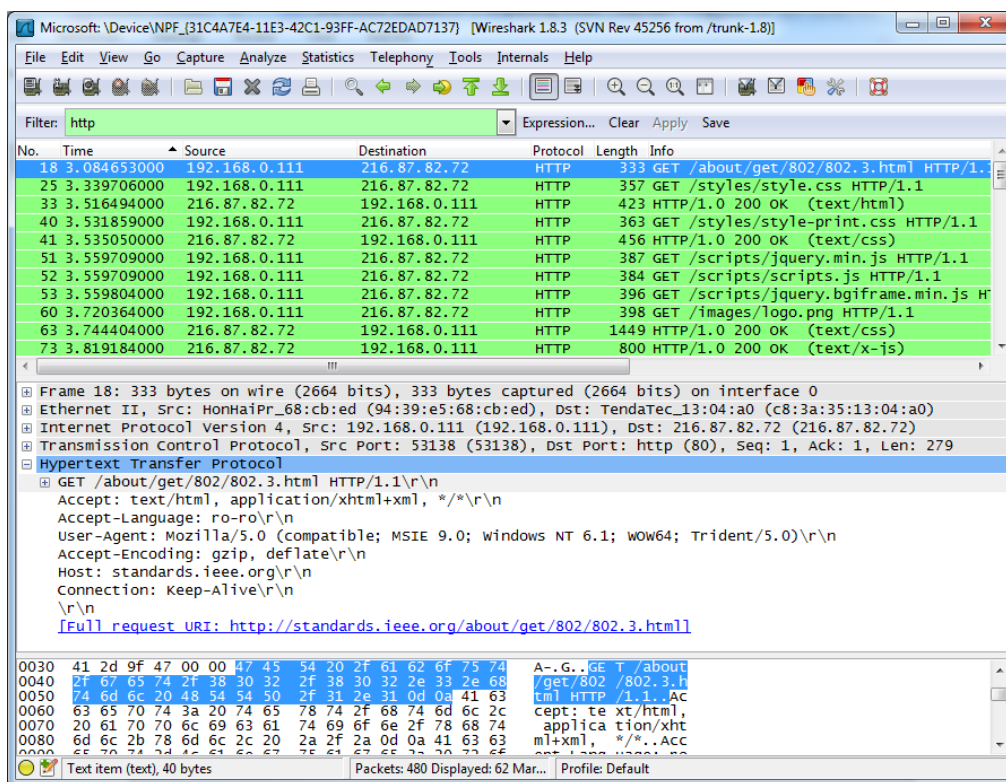 Microsoft: \Device\NPF_{31C4A7E4-11E3-42C1-93FF-AC72EDAD7137} [Wireshark 1.8.3 (SVN Rev 45256 from /trunk-1.8)]
File Edit View Go Capture Analyze Statistics Telephony Tools Internals Help
Filter: http Expression... Clear Apply Save
No. Time Source Destination Protocol Length Info
18 3.084653000 192.168.0.111 216.87.82.72 HTTP 333 GET /about/get/802/802.3.html HTTP/1.1
25 3.339706000 192.168.0.111 216.87.82.72 HTTP 357 GET /styles/style.css HTTP/1.1
33 3.516494000 216.87.82.72 192.168.0.111 HTTP 423 HTTP/1.0 200 OK (text/html)
40 3.531859000 192.168.0.111 216.87.82.72 HTTP 363 GET /styles/style-print.css HTTP/1.1
41 3.535050000 216.87.82.72 192.168.0.111 HTTP 456 HTTP/1.0 200 OK (text/css)
51 3.559709000 192.168.0.111 216.87.82.72 HTTP 387 GET /scripts/jquery.min.js HTTP/1.1
52 3.559709000 192.168.0.111 216.87.82.72 HTTP 384 GET /scripts/scripts.js HTTP/1.1
53 3.559804000 192.168.0.111 216.87.82.72 HTTP 396 GET /scripts/jquery.bgiframe.min.js H
60 3.720364000 192.168.0.111 216.87.82.72 HTTP 398 GET /images/logo.png HTTP/1.1
63 3.744404000 216.87.82.72 192.168.0.111 HTTP 1449 HTTP/1.0 200 OK (text/css)
73 3.819184000 216.87.82.72 192.168.0.111 HTTP 800 HTTP/1.0 200 OK (text/x-js)
Frame 18: 333 bytes on wire (2664 bits), 333 bytes captured (2664 bits) on interface 0
Ethernet II, Src: HonHaiPr_68:cb:ed (94:39:e5:68:cb:ed), Dst: TendaTec_13:04:a0 (c8:3a:35:13:04:a0)
Internet Protocol Version 4, Src: 192.168.0.111 (192.168.0.111), Dst: 216.87.82.72 (216.87.82.72)
Transmission Control Protocol, Src Port: 53138 (53138), Dst Port: http (80), Seq: 1, Ack: 1, Len: 279
Hypertext Transfer Protocol
GET /about/get/802/802.3.html HTTP/1.1\r\n
Accept: text/html, application/xhtml+xml, */*\r\n
Accept-Language: ro-ro\r\n
User-Agent: Mozilla/5.0 (compatible; MSIE 9.0; Windows NT 6.1; WOW64; Trident/5.0)\r\n
Accept-Encoding: gzip, deflate\r\n
Host: standards.ieee.org\r\n
Connection: Keep-Alive\r\n
\r\n
[Full request URI: http://standards.ieee.org/about/get/802/802.3.html]
0030 41 2d 9f 47 00 00 47 45 54 20 2f 61 62 6f 75 74 A-.G..GE T /about
0040 2f 67 65 74 2f 38 30 32 2f 38 30 32 2e 33 2e 68 /get/802 /802.3.h
0050 74 6d 6c 20 48 54 54 50 2f 31 2e 31 0d 0a 41 63 tml HTTP /1.1..Ac
0060 63 65 70 74 3a 20 74 65 78 74 2f 68 74 6d 6c 2c cept: te xt/html,
0070 20 61 70 70 6c 69 63 61 74 69 6f 6e 2f 78 68 74 applica tion/xht
0080 6d 6c 2b 78 6d 6c 2c 20 2a 2f 2a 0d 0a 41 63 63 ml+xml, */*..Acc
Text item (text), 40 bytes Packets: 480 Displayed: 62 Mar... Profile: Default